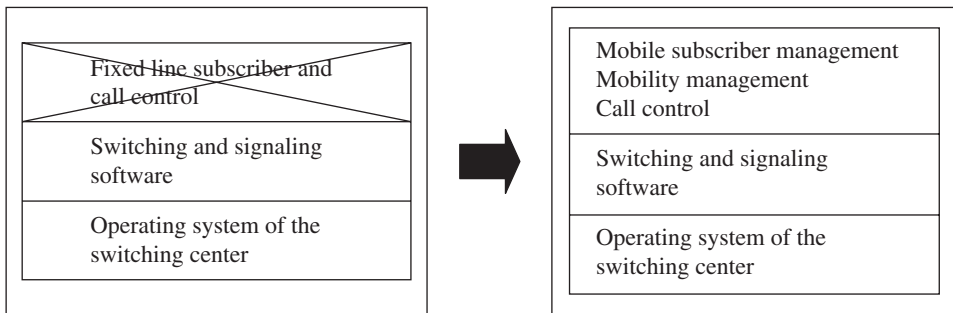 Fixed line subscriber and
call control
Switching and signaling
software
Operating system of the
switching center
Mobile subscriber management
Mobility management
Call control
Switching and signaling
software
Operating system of the
switching center